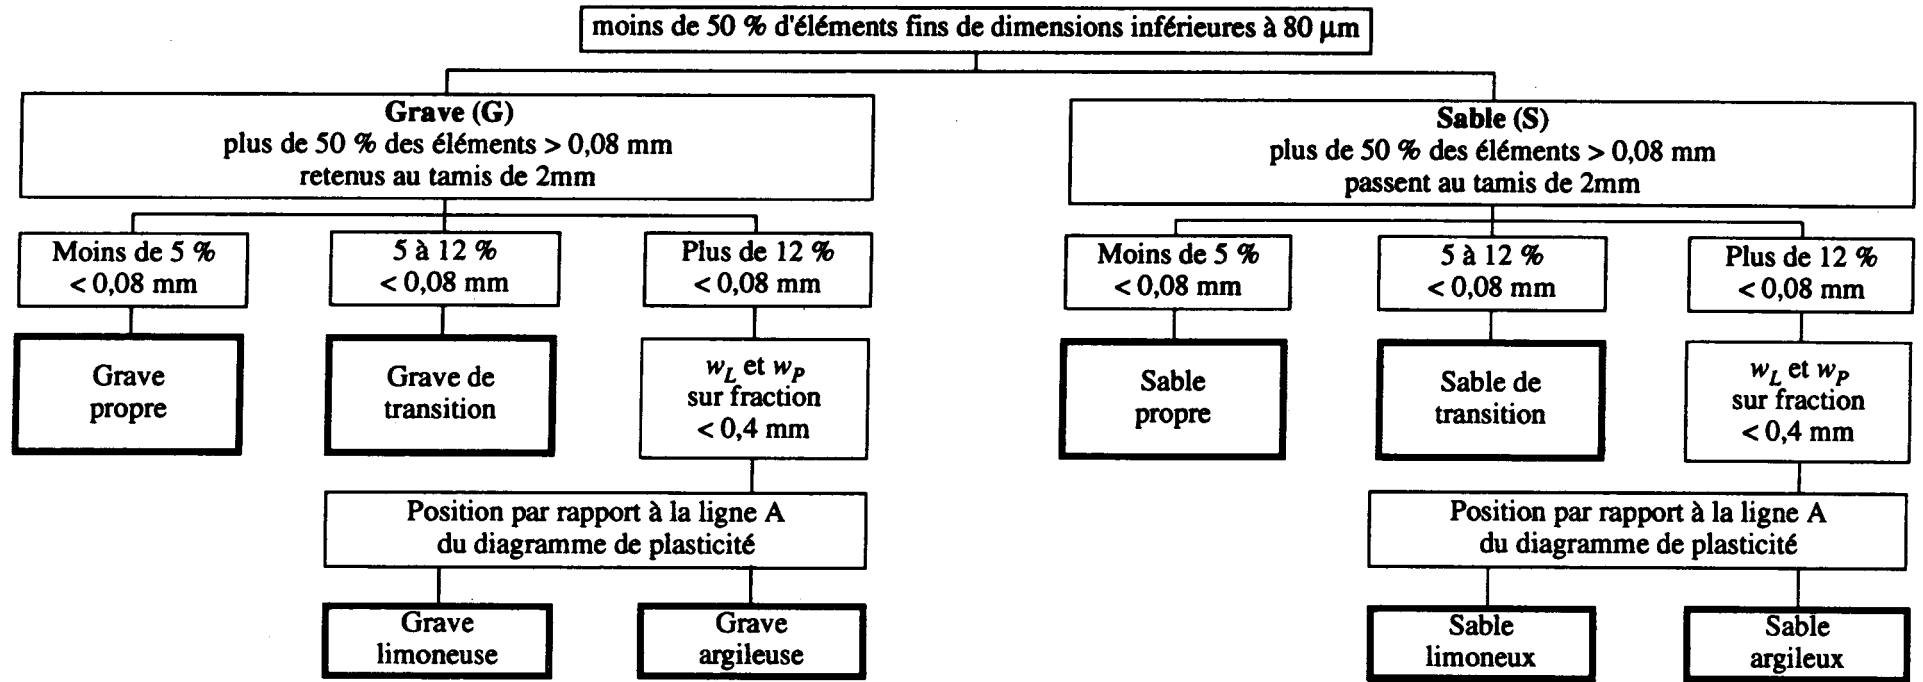 moins de 50 % d'éléments fins de dimensions inférieures à 80 µm
Grave (G)
plus de 50 % des éléments > 0,08 mm
retenus au tamis de 2mm
Sable (S)
plus de 50 % des éléments > 0,08 mm
passent au tamis de 2mm
Moins de 5 %
< 0,08 mm
5 à 12 %
< 0,08 mm
Plus de 12 %
< 0,08 mm
Moins de 5 %
< 0,08 mm
5 à 12 %
< 0,08 mm
Plus de 12 %
< 0,08 mm
Grave
propre
Grave de
transition
w_L et w_P
sur fraction
< 0,4 mm
Sable
propre
Sable de
transition
w_L et w_P
sur fraction
< 0,4 mm
Position par rapport à la ligne A
du diagramme de plasticité
Position par rapport à la ligne A
du diagramme de plasticité
Grave
limoneuse
Grave
argileuse
Sable
limoneux
Sable
argileux